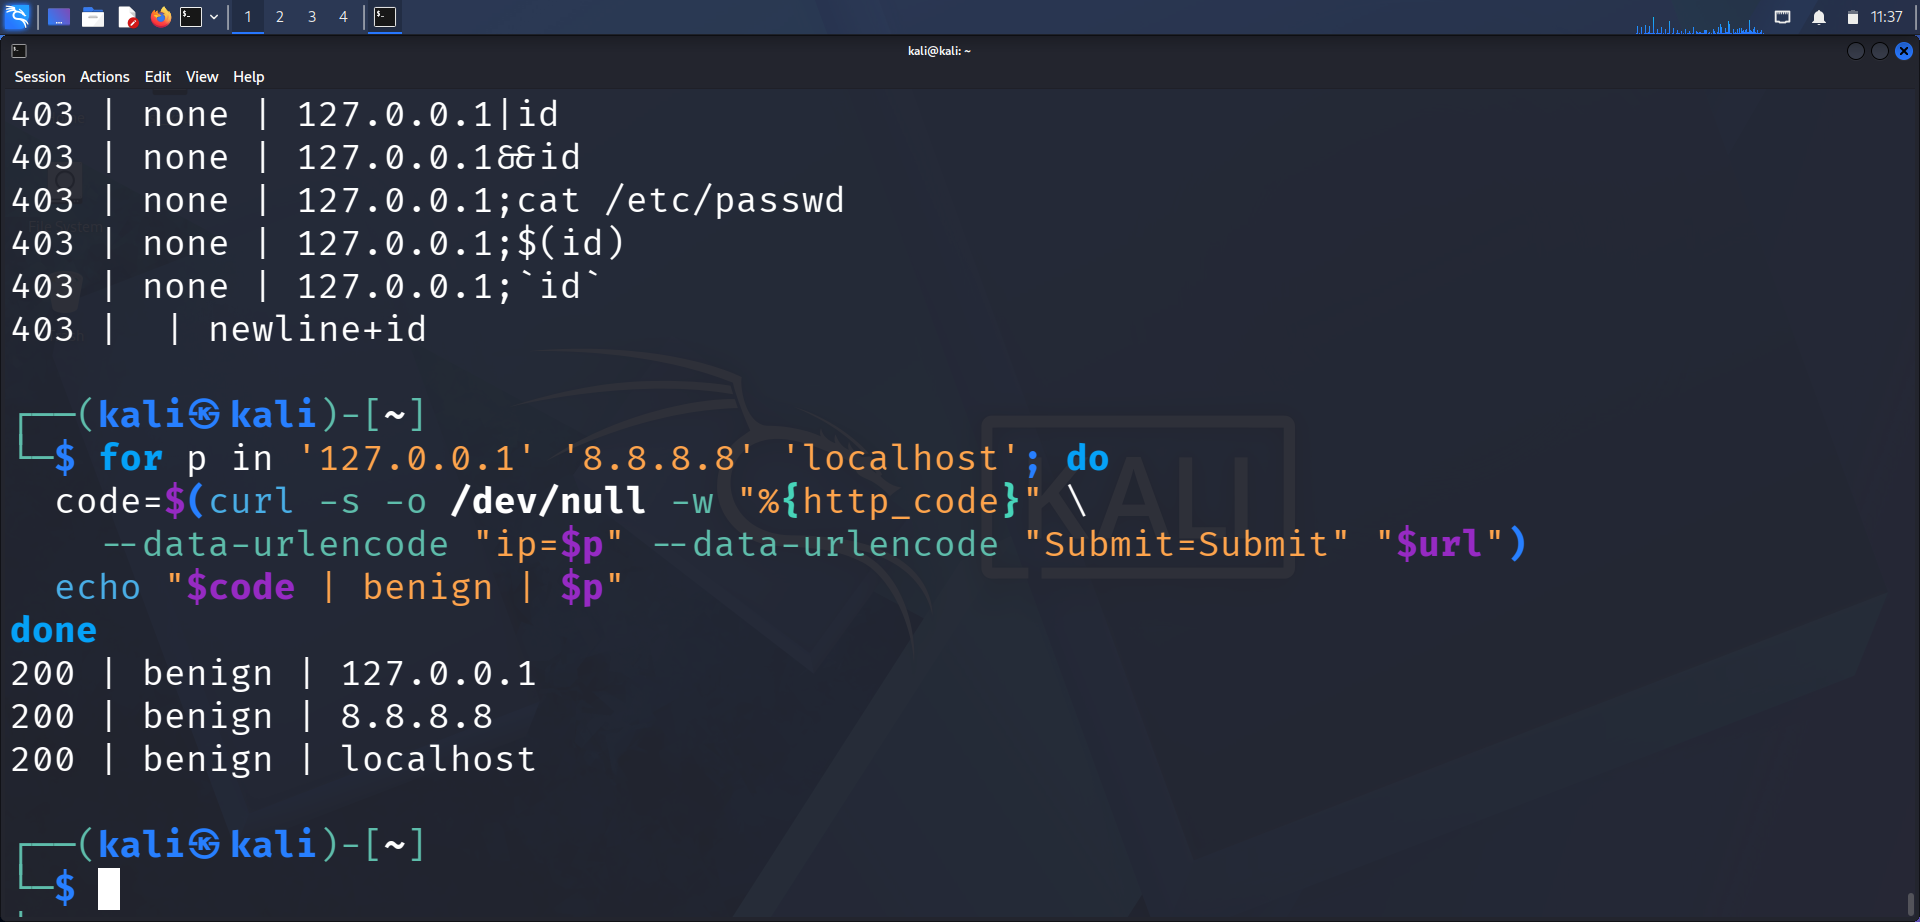 1 2 3 4 11:37
kali@kali: ~
Session Actions Edit View Help
403 | none | 127.0.0.1|id
403 | none | 127.0.0.1&&id
403 | none | 127.0.0.1;cat /etc/passwd
403 | none | 127.0.0.1;$(id)
403 | none | 127.0.0.1;`id`
403 |  | newline+id
┌──(kali㉿kali)-[~]
└─$ for p in '127.0.0.1' '8.8.8.8' 'localhost'; do
  code=$(curl -s -o /dev/null -w "%{http_code}" \
    --data-urlencode "ip=$p" --data-urlencode "Submit=Submit" "$url")
  echo "$code | benign | $p"
done
200 | benign | 127.0.0.1
200 | benign | 8.8.8.8
200 | benign | localhost
┌──(kali㉿kali)-[~]
└─$
KALI